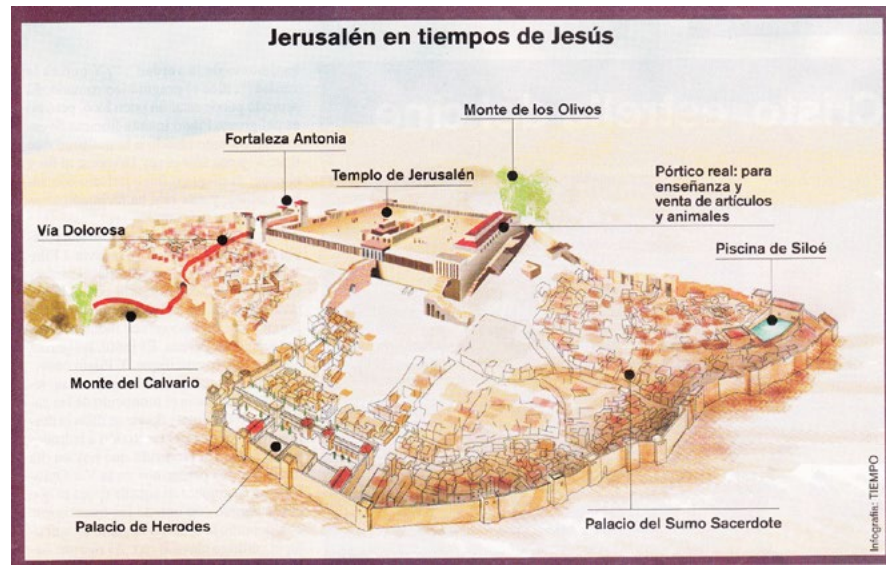 Jerusalén en tiempos de Jesús
Monte de los Olivos
Fortaleza Antonia
Templo de Jerusalén
Pórtico real: para
enseñanza y
venta de artículos
y animales
Vía Dolorosa
Piscina de Siloé
Monte del Calvario
Palacio de Herodes
Palacio del Sumo Sacerdote
Infografía: TIEMPO